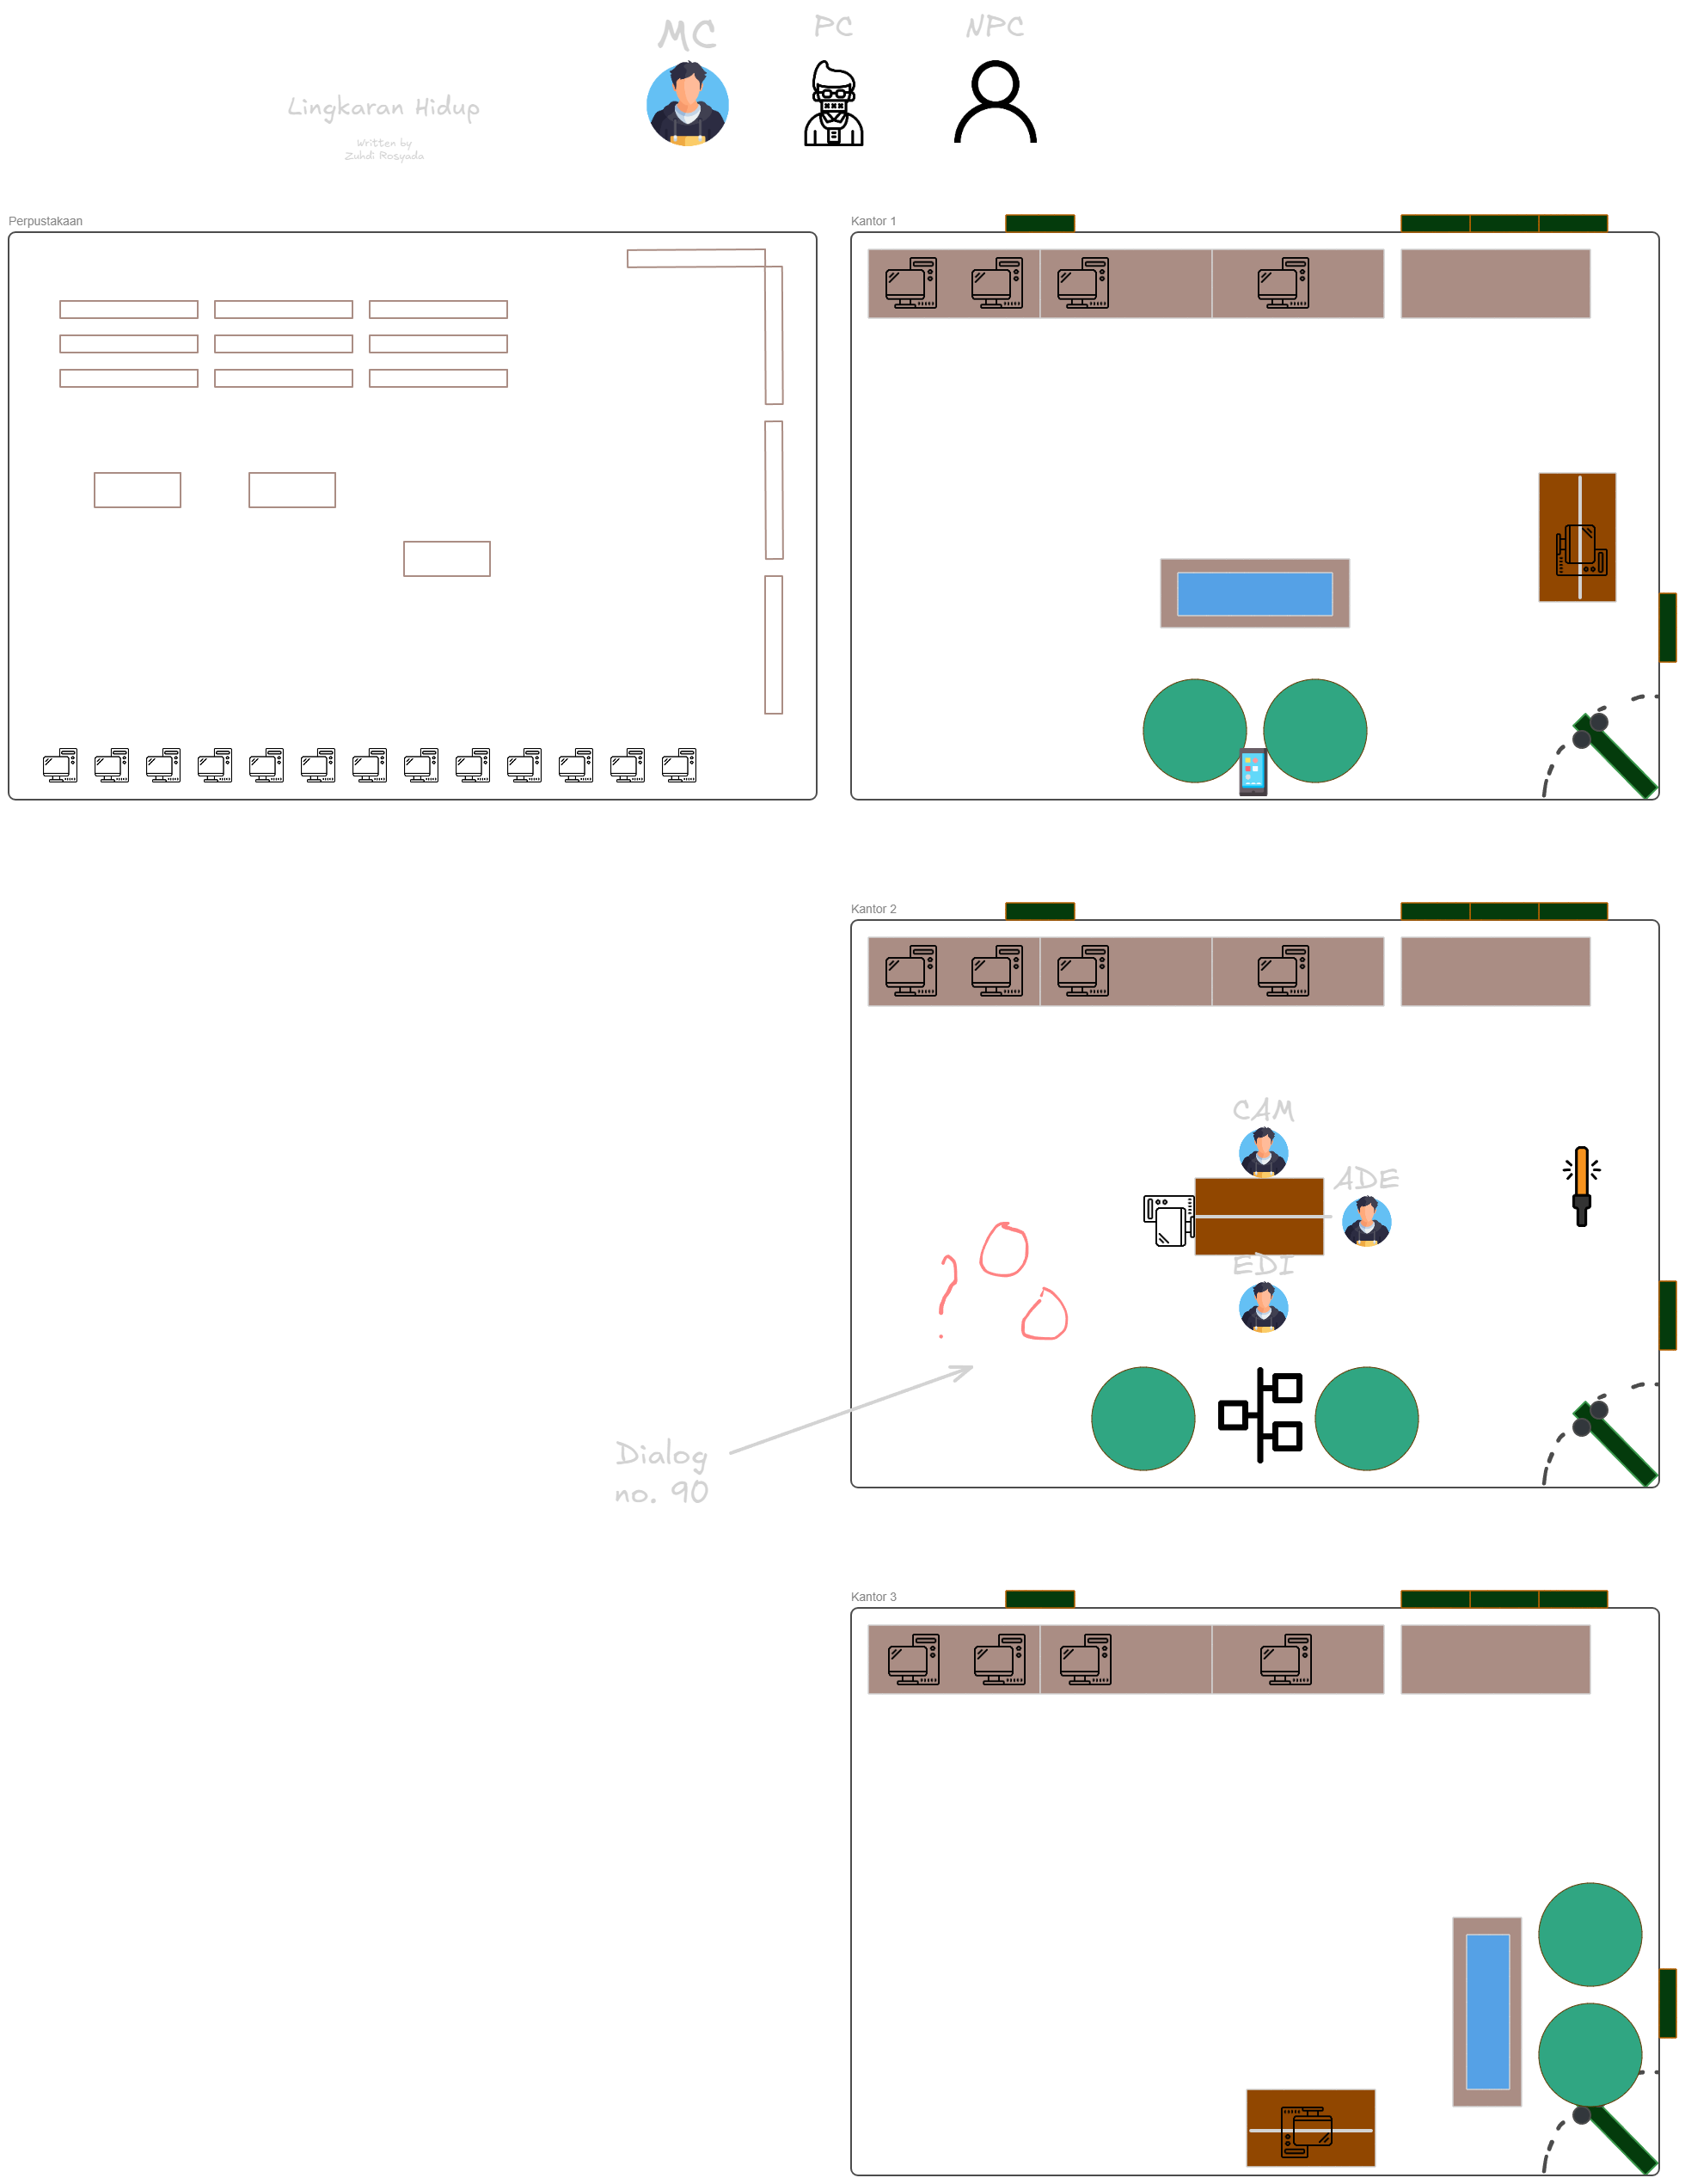 MC
PC
NPC
Lingkaran Hidup
Written by
Zuhdi Rosyada
Perpustakaan
Kantor 1
Kantor 2
CAM
ADE
EDI
?
Dialog
no. 90
Kantor 3